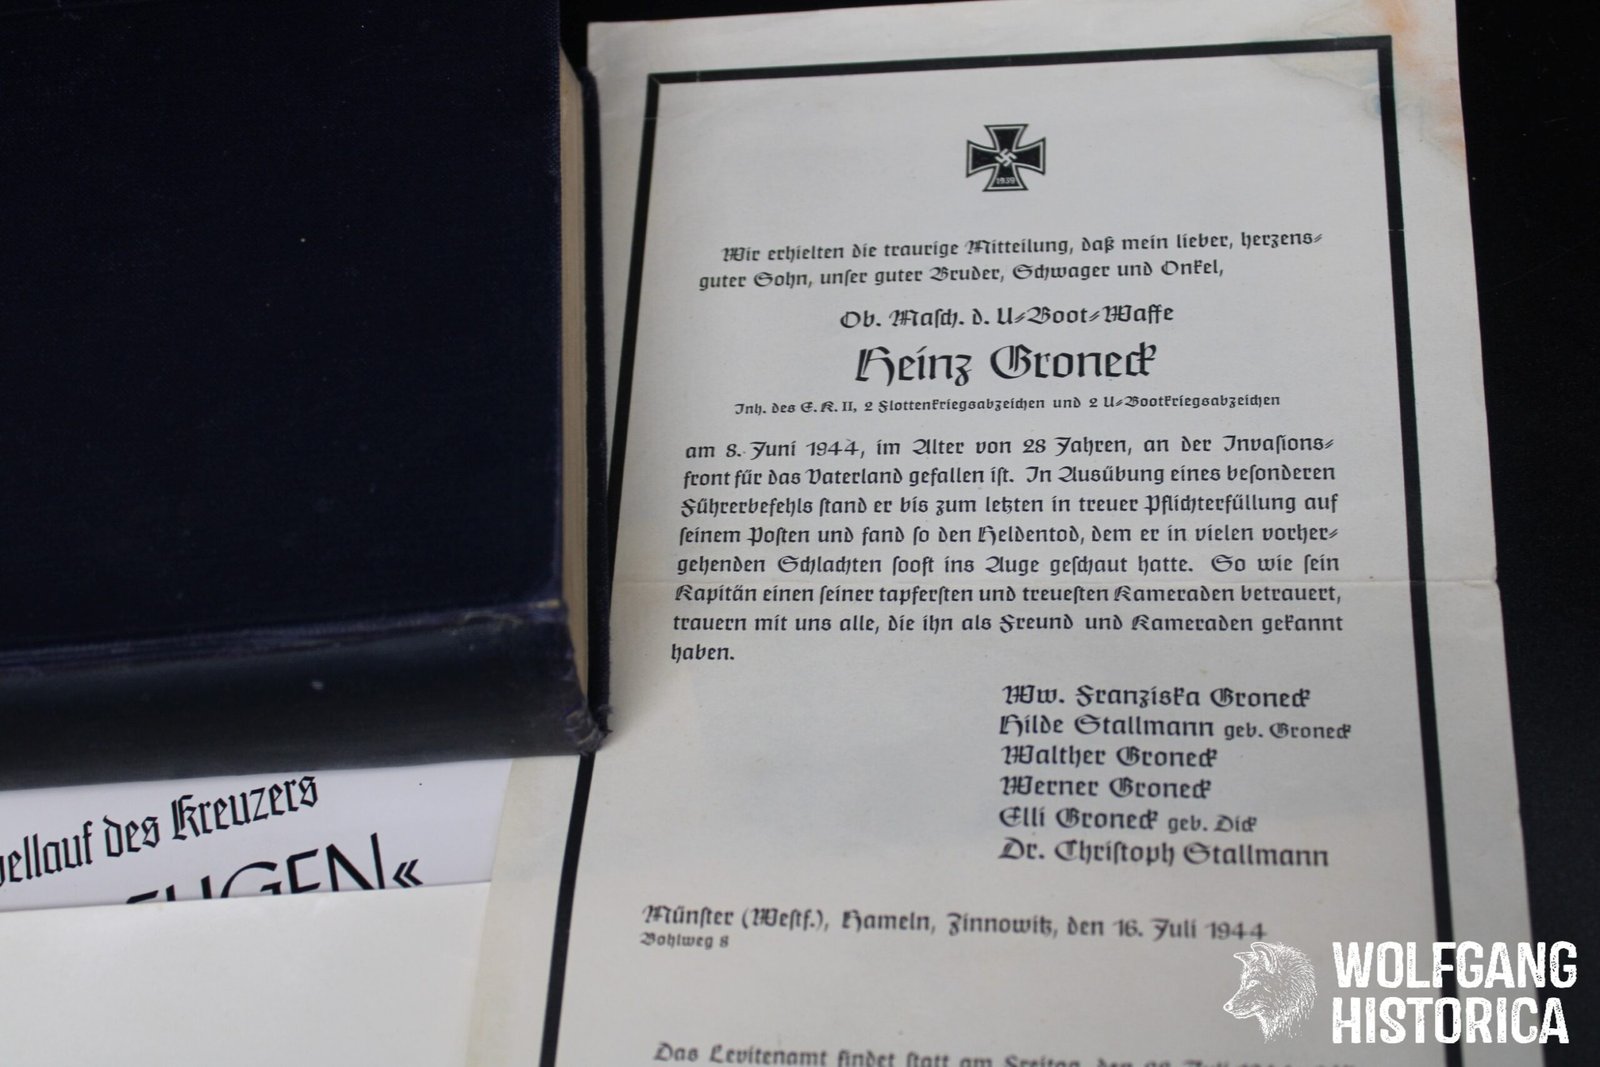 1939
Wir erhielten die traurige Mitteilung, daß mein lieber, herzens-
guter Sohn, unser guter Bruder, Schwager und Onkel,
Ob. Masch. d. U-Boot-Waffe
Heinz Groneck
Inh. des E. K. II, 2 Flottenkriegsabzeichen und 2 U-Bootkriegsabzeichen
am 8. Juni 1944, im Alter von 28 Jahren, an der Invasions-
front für das Vaterland gefallen ist. In Ausübung eines besonderen
Führerbefehls stand er bis zum letzten in treuer Pflichterfüllung auf
seinem Posten und fand so den Heldentod, dem er in vielen vorher-
gehenden Schlachten sooft ins Auge geschaut hatte. So wie sein
Kapitän einen seiner tapfersten und treuesten Kameraden betrauert,
trauern mit uns alle, die ihn als Freund und Kameraden gekannt
haben.
Ww. Franziska Groneck
Hilde Stallmann geb. Groneck
Walther Groneck
Werner Groneck
Elli Groneck geb. Dick
Dr. Christoph Stallmann
Münster (Westf.), Hameln, Zinnowitz, den 16. Juli 1944
Bohlweg 8
Das Levitenamt findet statt am Freitag, den
pellauf des Kreuzers
EUGEN«
WOLFGANG
HISTORICA